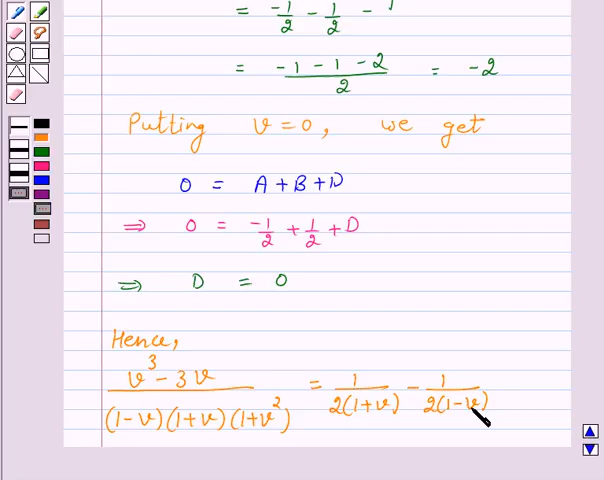 = -1/2 - 1/2 - 1
= (-1 - 1 - 2)/2 = -2
Putting v = 0, we get
0 = A + B + D
⇒ 0 = -1/2 + 1/2 + D
⇒ D = 0
Hence,
(v³ - 3v)/((1-v)(1+v)(1+v²)) = 1/(2(1+v)) - 1/(2(1-v))